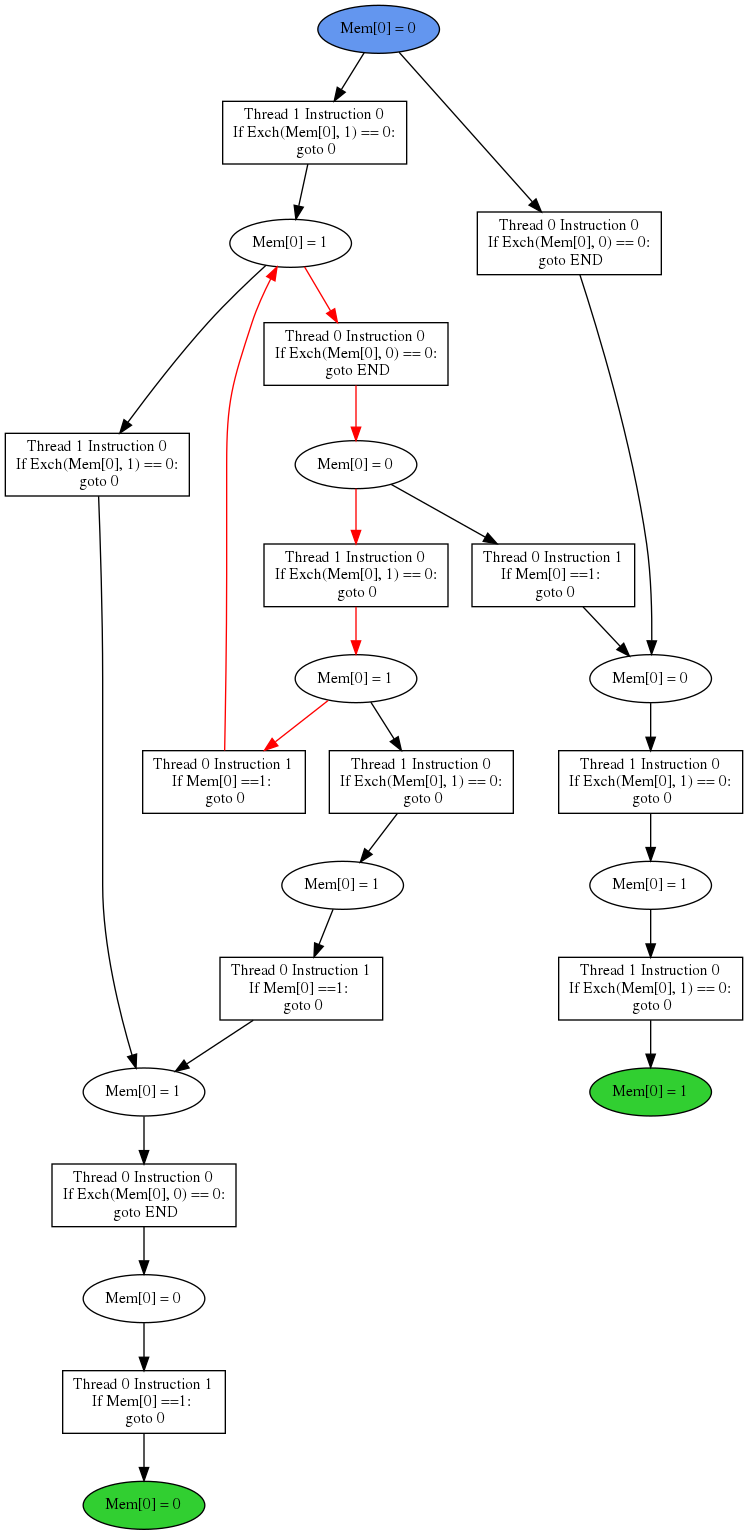 Mem[0] = 0
Thread 1 Instruction 0
If Exch(Mem[0], 1) == 0:
goto 0
Mem[0] = 1
Thread 0 Instruction 0
If Exch(Mem[0], 0) == 0:
goto END
Thread 0 Instruction 0
If Exch(Mem[0], 0) == 0:
goto END
Thread 1 Instruction 0
If Exch(Mem[0], 1) == 0:
goto 0
Mem[0] = 0
Thread 1 Instruction 0
If Exch(Mem[0], 1) == 0:
goto 0
Thread 0 Instruction 1
If Mem[0] ==1:
goto 0
Mem[0] = 1
Mem[0] = 0
Thread 0 Instruction 1
If Mem[0] ==1:
goto 0
Thread 1 Instruction 0
If Exch(Mem[0], 1) == 0:
goto 0
Thread 1 Instruction 0
If Exch(Mem[0], 1) == 0:
goto 0
Mem[0] = 1
Mem[0] = 1
Thread 0 Instruction 1
If Mem[0] ==1:
goto 0
Thread 1 Instruction 0
If Exch(Mem[0], 1) == 0:
goto 0
Mem[0] = 1
Mem[0] = 1
Thread 0 Instruction 0
If Exch(Mem[0], 0) == 0:
goto END
Mem[0] = 0
Thread 0 Instruction 1
If Mem[0] ==1:
goto 0
Mem[0] = 0